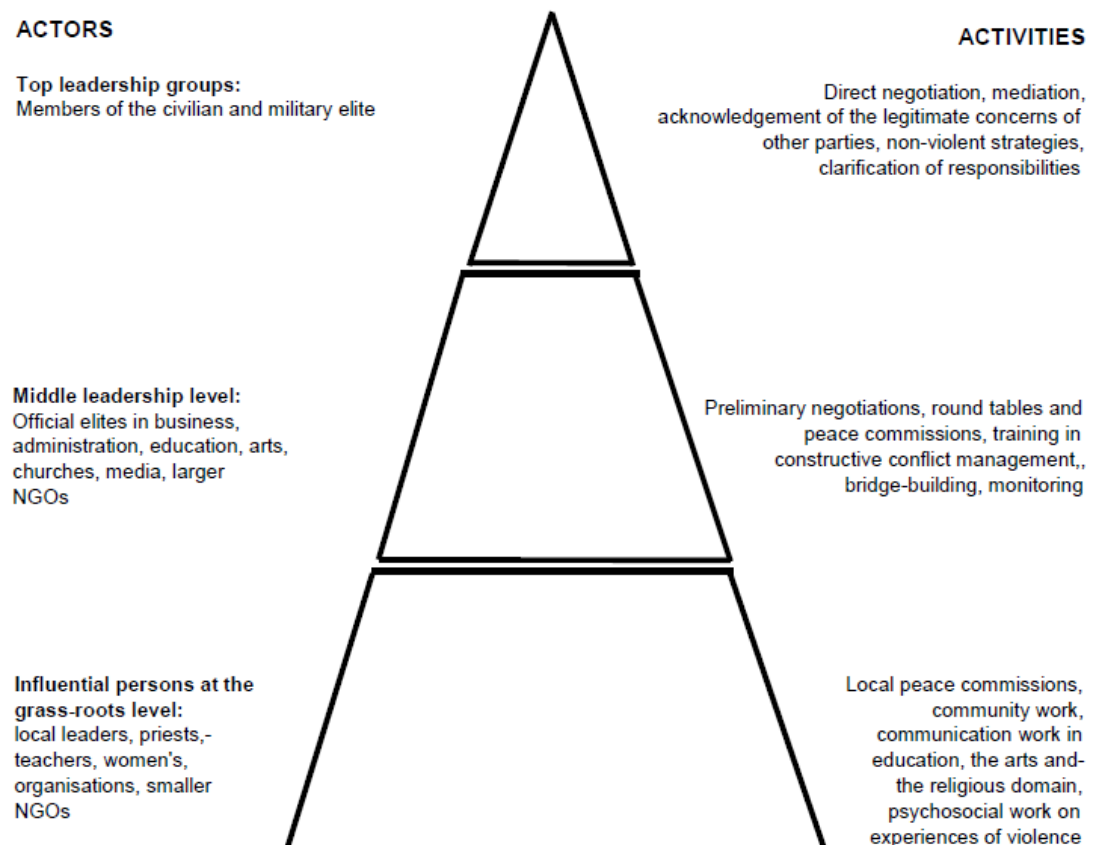 ACTORS
Top leadership groups:
Members of the civilian and military elite
ACTIVITIES
Direct negotiation, mediation,
acknowledgement of the legitimate concerns of
other parties, non-violent strategies,
clarification of responsibilities
Middle leadership level:
Official elites in business,
administration, education, arts,
churches, media, larger
NGOs
Preliminary negotiations, round tables and
peace commissions, training in
constructive conflict management,,
bridge-building, monitoring
Influential persons at the
grass-roots level:
local leaders, priests,-
teachers, women's,
organisations, smaller
NGOs
Local peace commissions,
community work,
communication work in
education, the arts and-
the religious domain,
psychosocial work on
experiences of violence